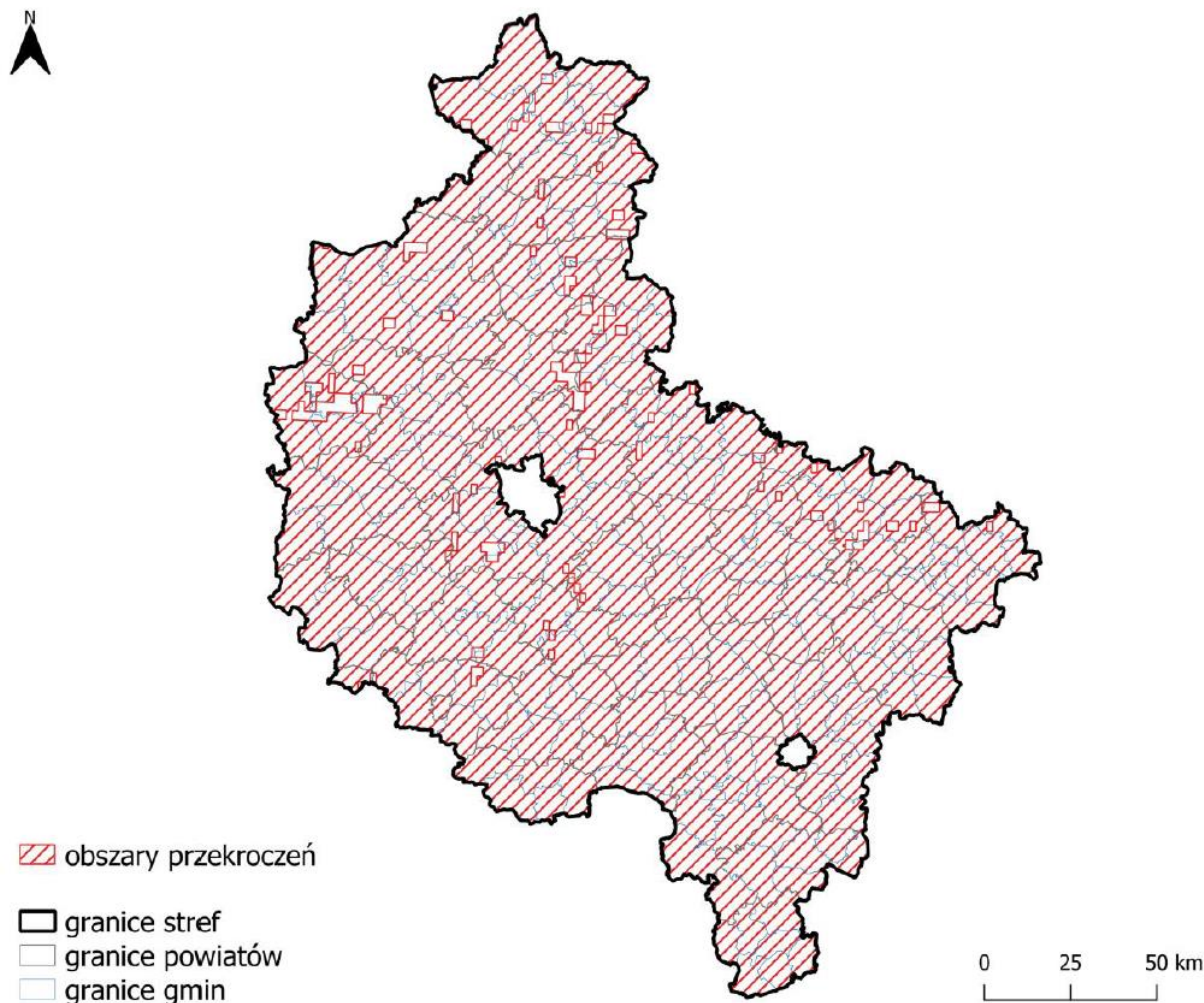 N
obszary przekroczeń
granice stref
granice powiatów
granice gmin
0 25 50 km